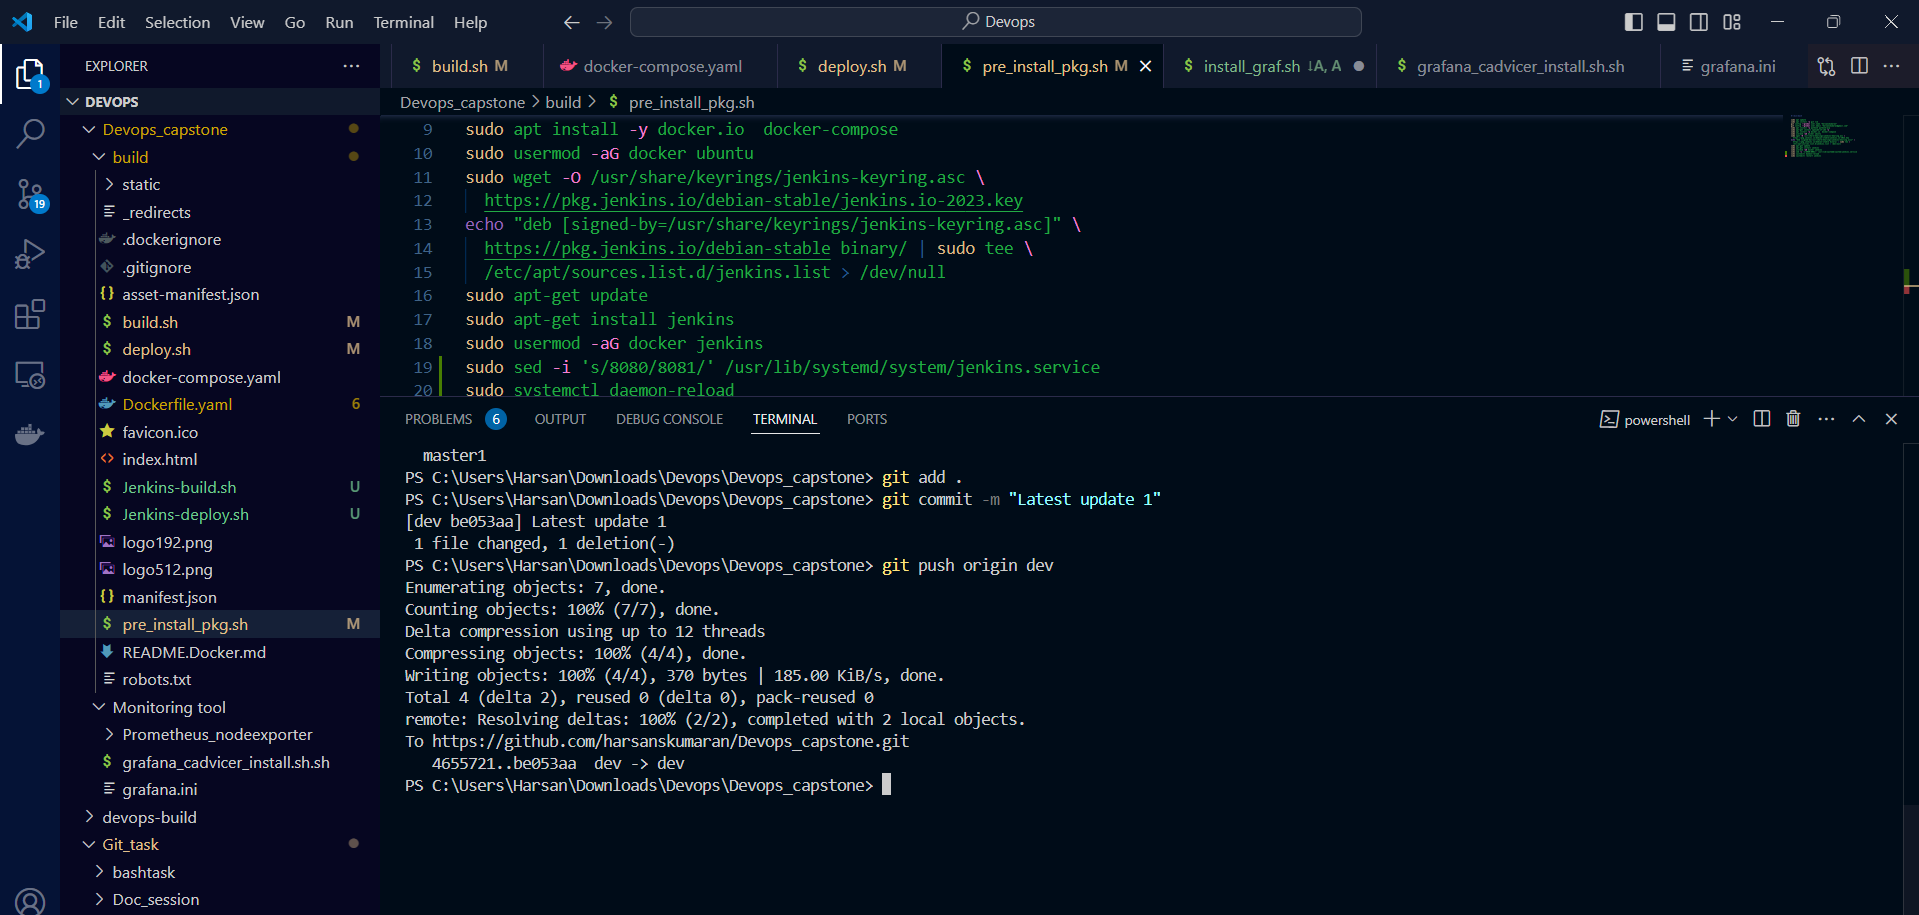 File Edit Selection View Go Run Terminal Help
Devops
EXPLORER
DEVOPS
Devops_capstone
build
static
_redirects
.dockerignore
.gitignore
asset-manifest.json
build.sh M
deploy.sh M
docker-compose.yaml
Dockerfile.yaml 6
favicon.ico
index.html
Jenkins-build.sh U
Jenkins-deploy.sh U
logo192.png
logo512.png
manifest.json
pre_install_pkg.sh M
README.Docker.md
robots.txt
Monitoring tool
Prometheus_nodeexporter
grafana_cadvicer_install.sh.sh
grafana.ini
devops-build
Git_task
bashtask
Doc_session
1
19
build.sh M
docker-compose.yaml
deploy.sh M
pre_install_pkg.sh M
install_graf.sh ↓A, A
grafana_cadvicer_install.sh.sh
grafana.ini
Devops_capstone > build > $ pre_install_pkg.sh
9 sudo apt install -y docker.io  docker-compose
10 sudo usermod -aG docker ubuntu
11 sudo wget -O /usr/share/keyrings/jenkins-keyring.asc \
12   https://pkg.jenkins.io/debian-stable/jenkins.io-2023.key
13 echo "deb [signed-by=/usr/share/keyrings/jenkins-keyring.asc]" \
14   https://pkg.jenkins.io/debian-stable binary/ | sudo tee \
15   /etc/apt/sources.list.d/jenkins.list > /dev/null
16 sudo apt-get update
17 sudo apt-get install jenkins
18 sudo usermod -aG docker jenkins
19 sudo sed -i 's/8080/8081/' /usr/lib/systemd/system/jenkins.service
20 sudo systemctl daemon-reload
PROBLEMS 6 OUTPUT DEBUG CONSOLE TERMINAL PORTS
powershell
master1
PS C:\Users\Harsan\Downloads\Devops\Devops_capstone> git add .
PS C:\Users\Harsan\Downloads\Devops\Devops_capstone> git commit -m "Latest update 1"
[dev be053aa] Latest update 1
1 file changed, 1 deletion(-)
PS C:\Users\Harsan\Downloads\Devops\Devops_capstone> git push origin dev
Enumerating objects: 7, done.
Counting objects: 100% (7/7), done.
Delta compression using up to 12 threads
Compressing objects: 100% (4/4), done.
Writing objects: 100% (4/4), 370 bytes | 185.00 KiB/s, done.
Total 4 (delta 2), reused 0 (delta 0), pack-reused 0
remote: Resolving deltas: 100% (2/2), completed with 2 local objects.
To https://github.com/harsanskumaran/Devops_capstone.git
4655721..be053aa  dev -> dev
PS C:\Users\Harsan\Downloads\Devops\Devops_capstone>